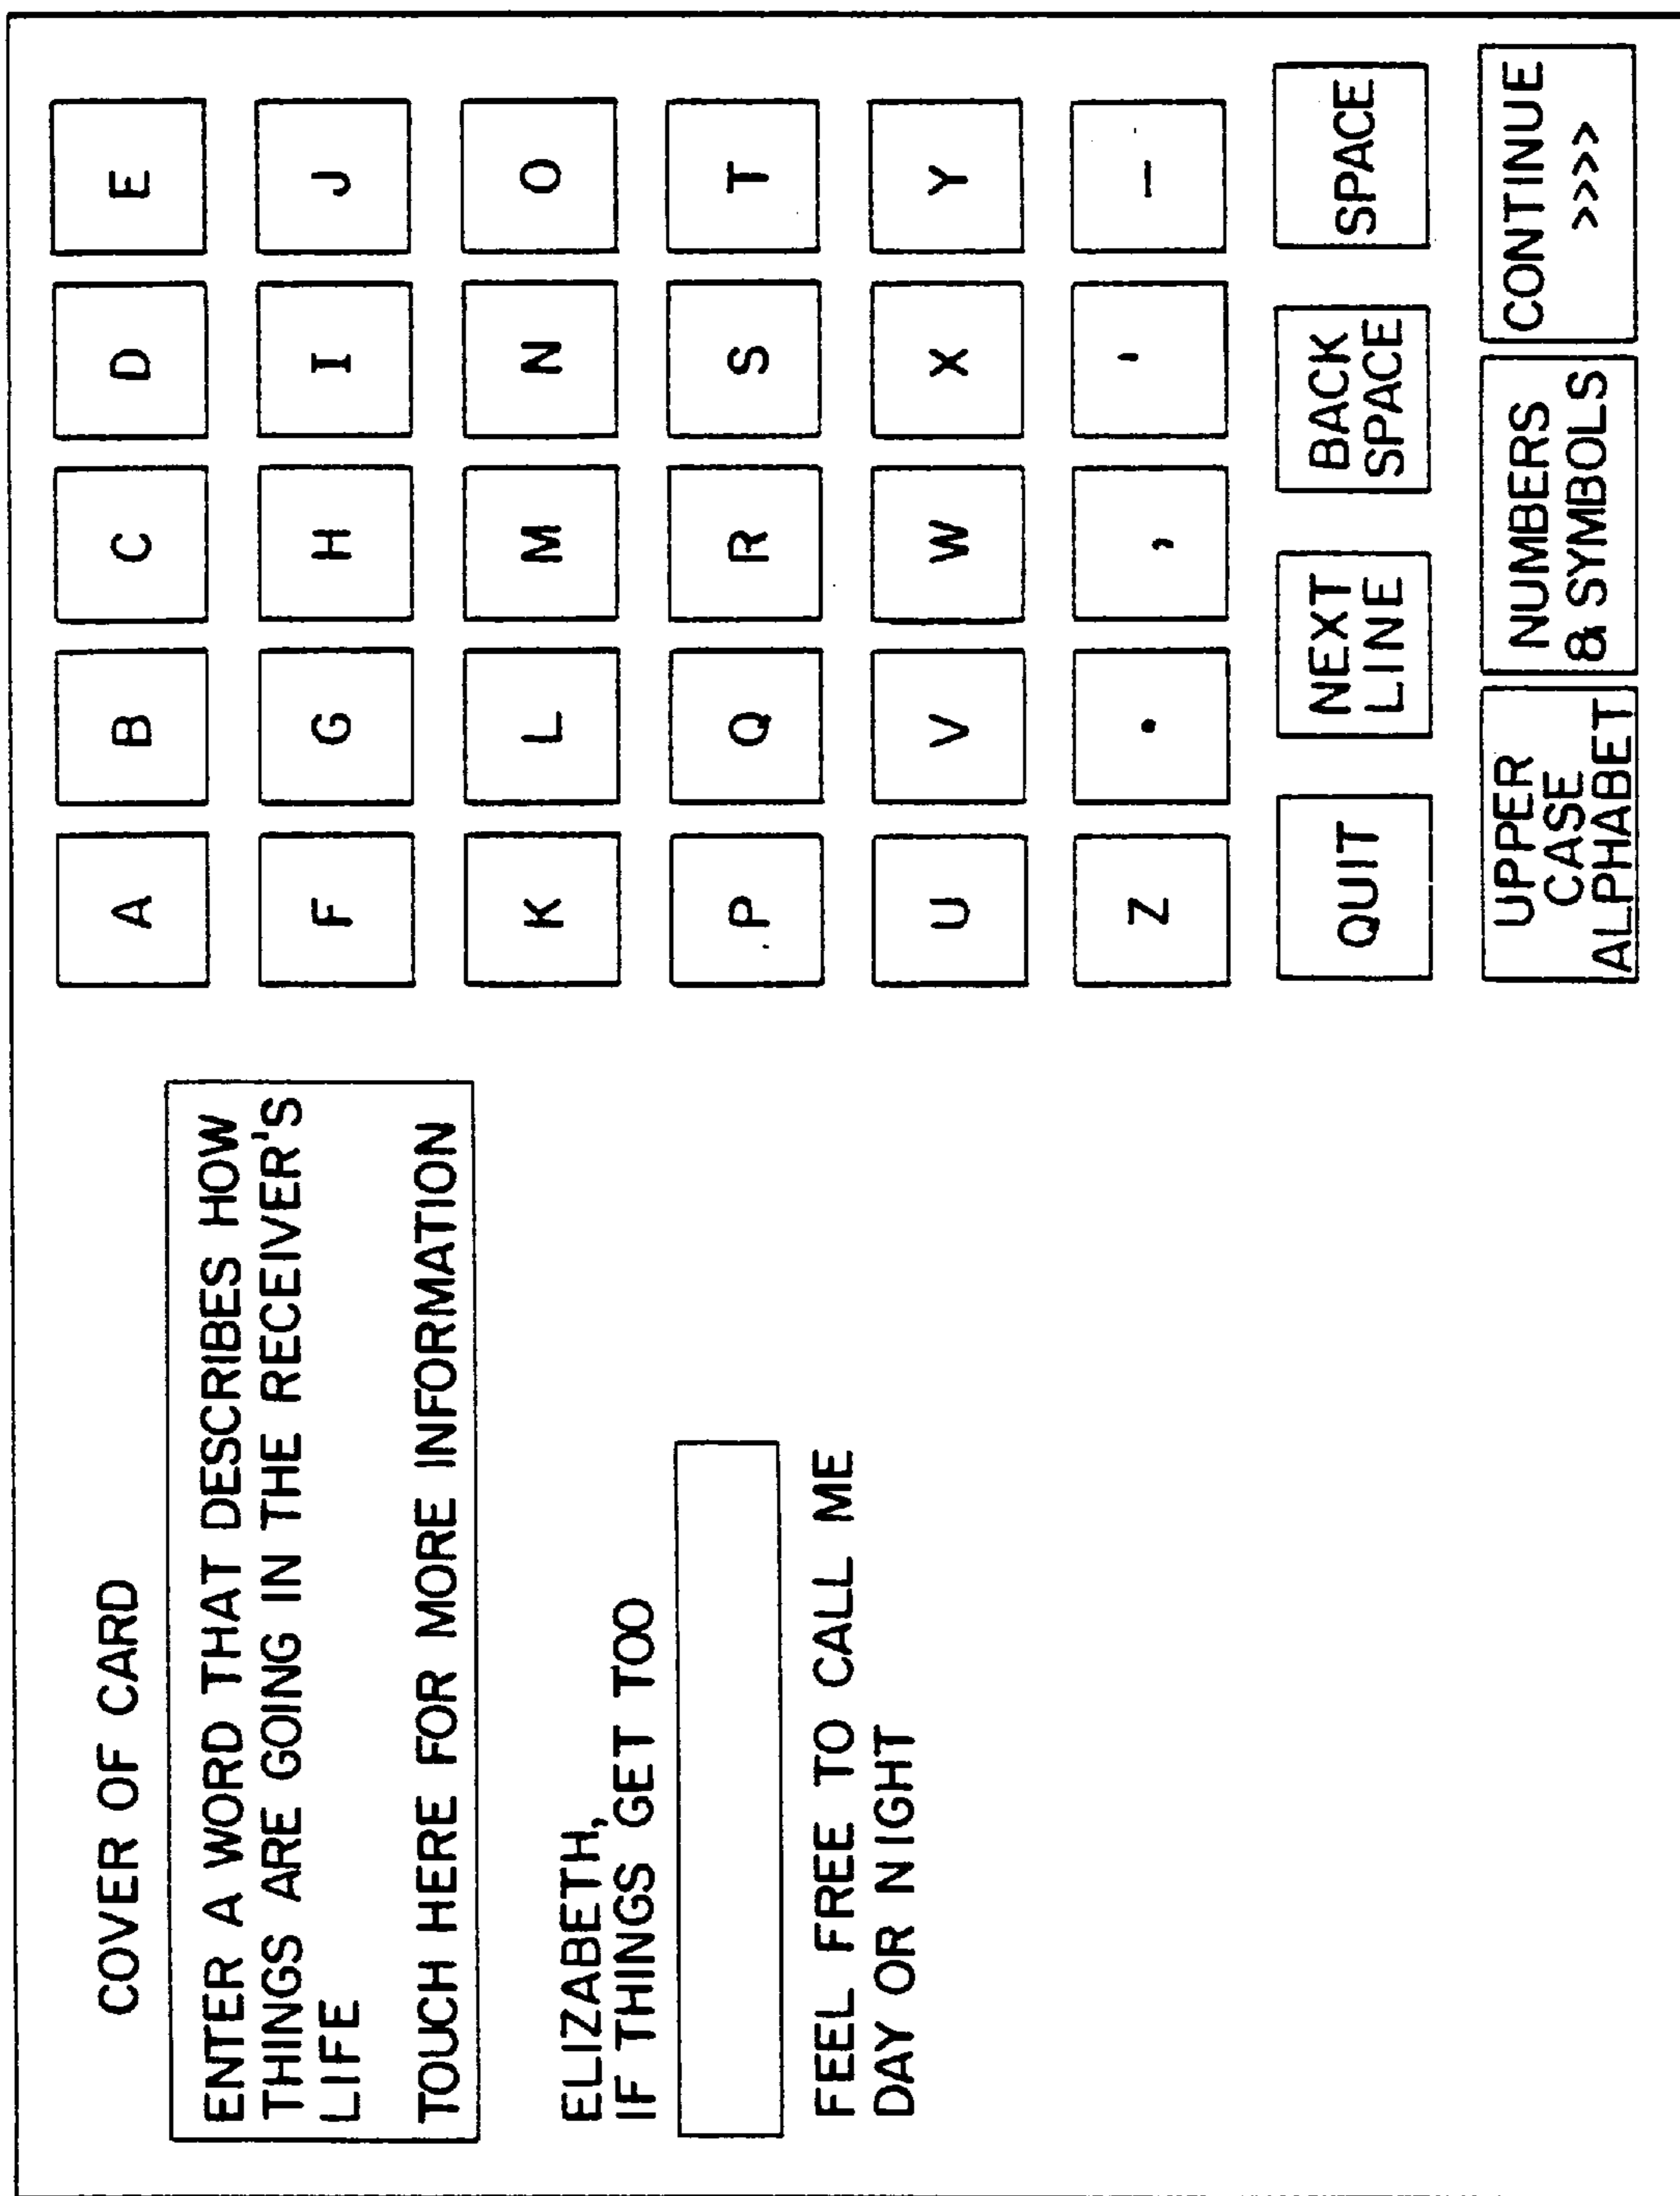 COVER OF CARD
ENTER A WORD THAT DESCRIBES HOW
THINGS ARE GOING IN THE RECEIVER'S
LIFE
TOUCH HERE FOR MORE INFORMATION
ELIZABETH,
IF THINGS GET TOO
FEEL FREE TO CALL ME
DAY OR NIGHT
A B C D E
F G H I J
K L M N O
P Q R S T
U V W X Y
Z . , ' -
QUIT
NEXT
LINE
BACK
SPACE
SPACE
UPPER
CASE
ALPHABET
NUMBERS
& SYMBOLS
CONTINUE
>>>>